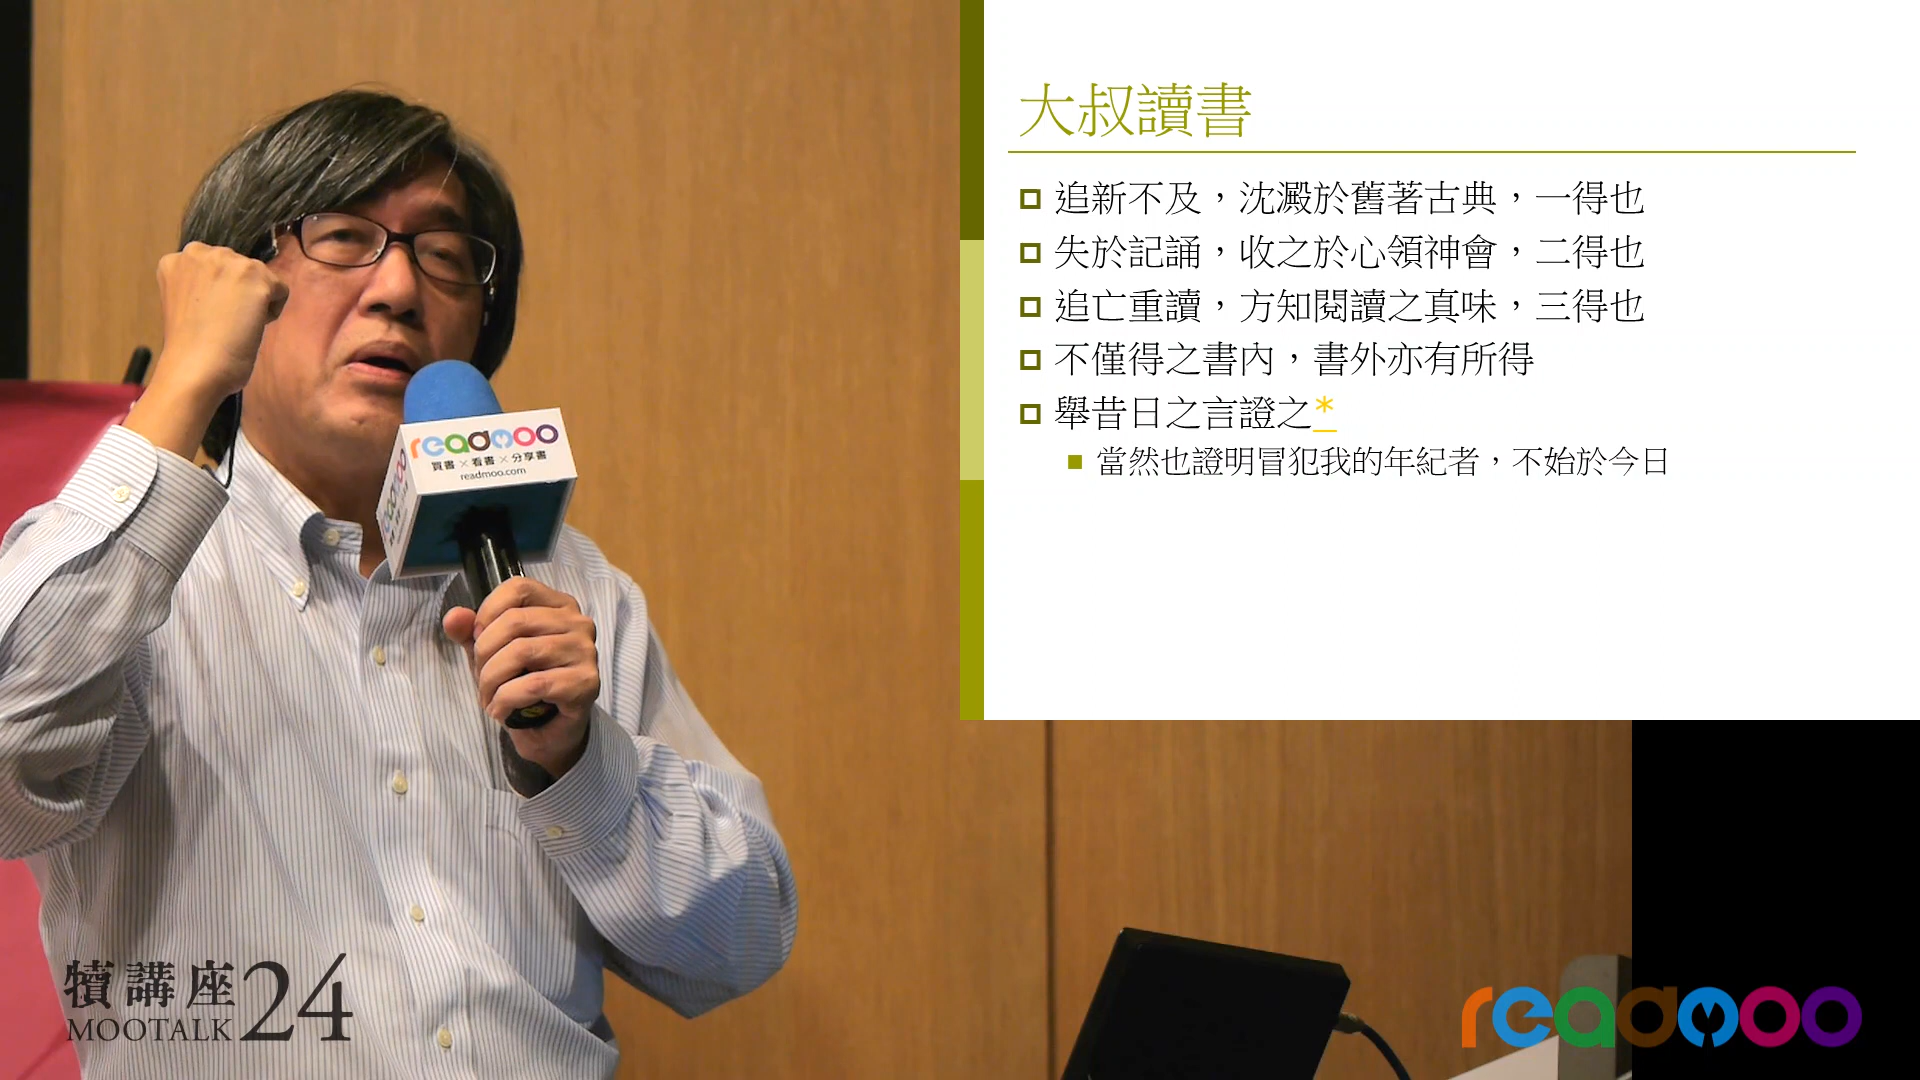 大叔讀書
追新不及，沈澱於舊著古典，一得也
失於記誦，收之於心領神會，二得也
追亡重讀，方知閱讀之真味，三得也
不僅得之書內，書外亦有所得
舉昔日之言證之*
當然也證明冒犯我的年紀者，不始於今日
readmoo
買書×看書×分享書
readmoo.com
犢講座24
MOOTALK
readmoo